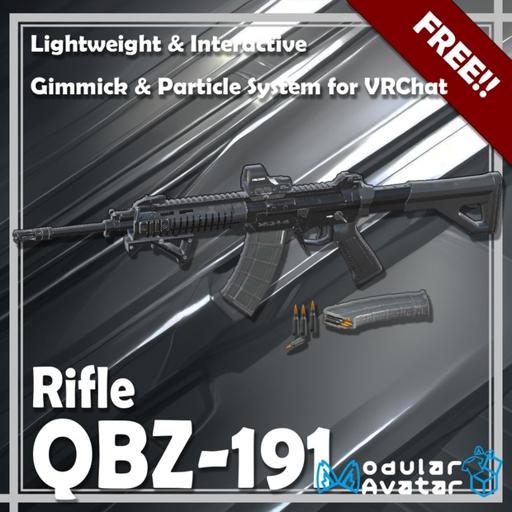 Lightweight & Interactive
FREE!!
Gimmick & Particle System for VRChat
Rifle
QBZ-191
Modular
Avatar